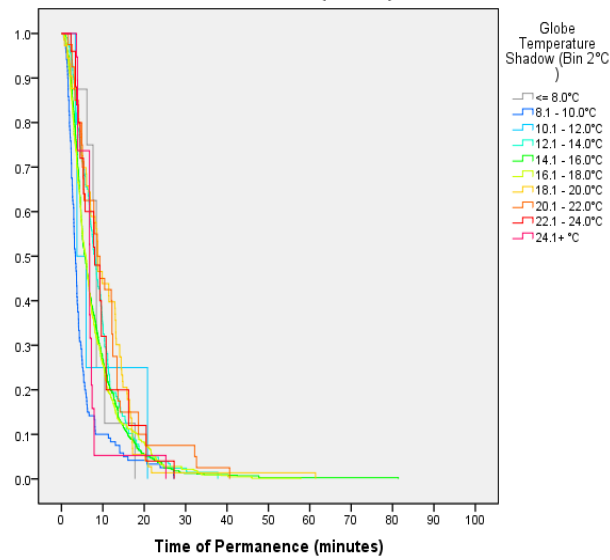 1.0
0.9
0.8
0.7
0.6
0.5
0.4
0.3
0.2
0.1
0.0
0 10 20 30 40 50 60 70 80 90 100
Time of Permanence (minutes)
Globe
Temperature
Shadow (Bin 2°C
)
<= 8.0°C
8.1 - 10.0°C
10.1 - 12.0°C
12.1 - 14.0°C
14.1 - 16.0°C
16.1 - 18.0°C
18.1 - 20.0°C
20.1 - 22.0°C
22.1 - 24.0°C
24.1+ °C